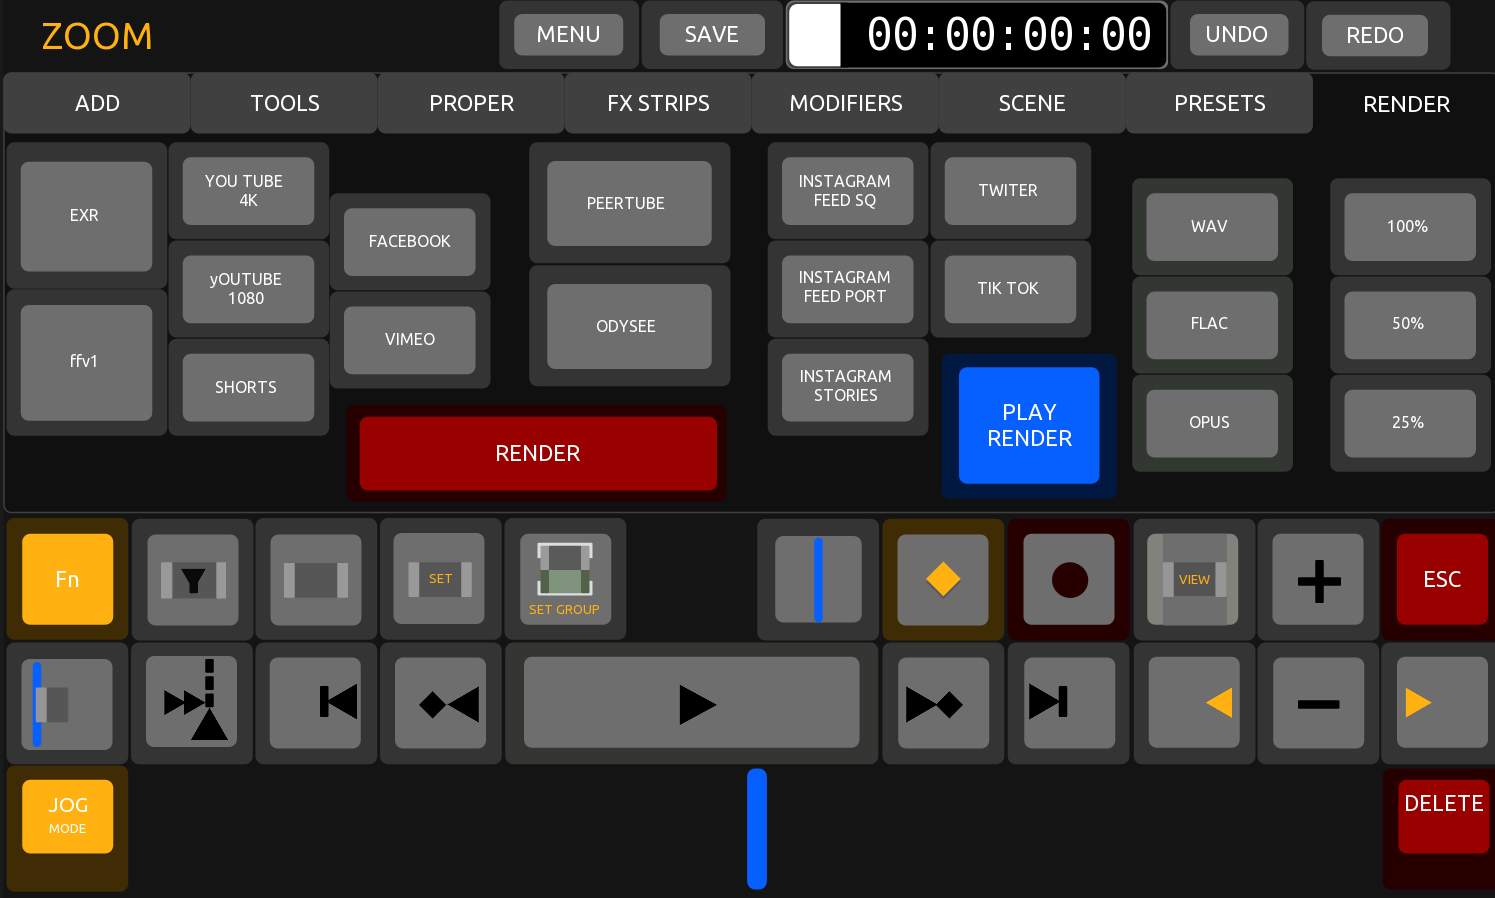 ZOOM
MENU
SAVE
00:00:00:00
UNDO
REDO
ADD
TOOLS
PROPER
FX STRIPS
MODIFIERS
SCENE
PRESETS
RENDER
EXR
ffv1
YOU TUBE
4K
yOUTUBE
1080
SHORTS
FACEBOOK
VIMEO
PEERTUBE
ODYSEE
RENDER
INSTAGRAM
FEED SQ
INSTAGRAM
FEED PORT
INSTAGRAM
STORIES
TWITER
TIK TOK
PLAY
RENDER
WAV
FLAC
OPUS
100%
50%
25%
Fn
SET
SET GROUP
VIEW
ESC
JOG
MODE
DELETE